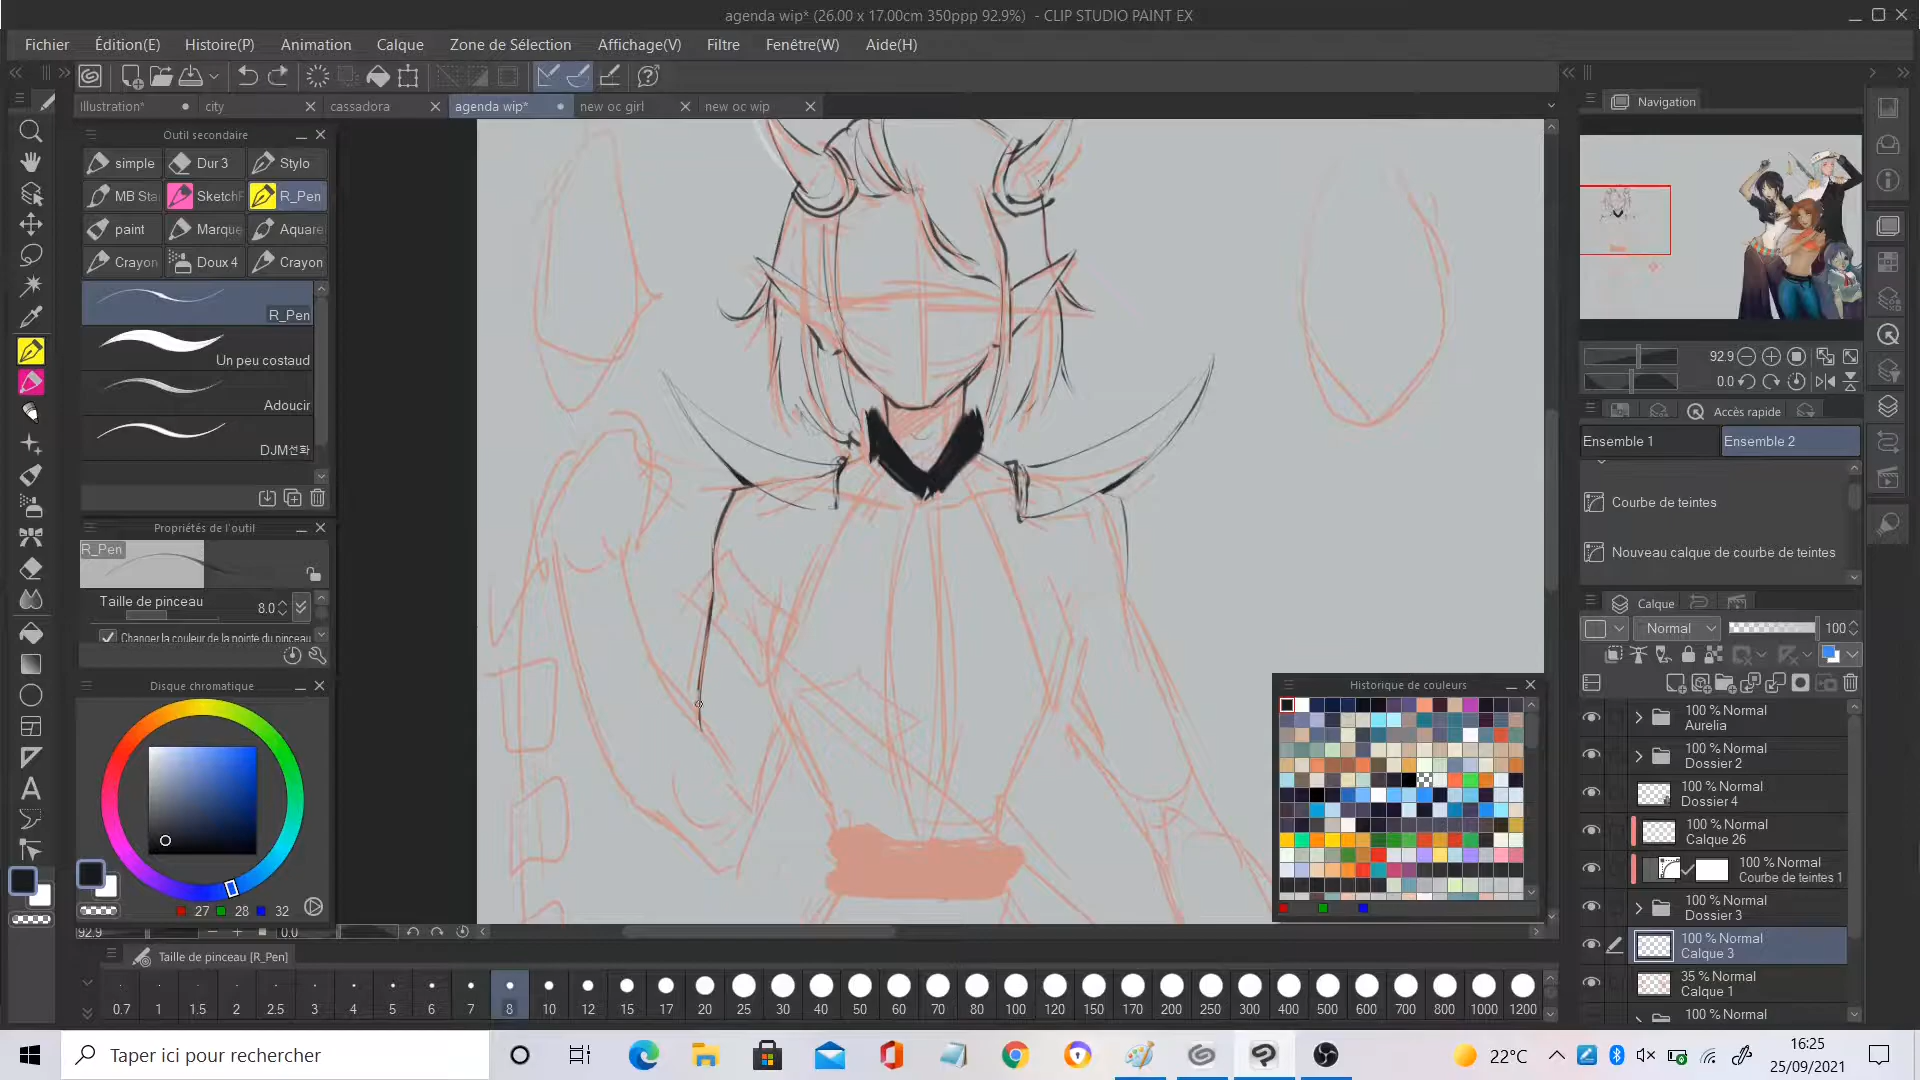 agenda wip* (26.00 x 17.00cm 350ppp 92.9%) - CLIP STUDIO PAINT EX
Fichier Édition(E) Histoire(P) Animation Calque Zone de Sélection Affichage(V) Filtre Fenêtre(W) Aide(H)
Illustration* city cassadora agenda wip* new oc girl new oc wip
Outil secondaire
simple Dur 3 Stylo
MB Sta Sketch R_Pen
paint Marque Aquare
Crayon Doux 4 Crayon
R_Pen
Un peu costaud
Adoucir
DJM선화
Propriétés de l'outil
R_Pen
Taille de pinceau 8.0
Changer la couleur de la pointe du pinceau
Disque chromatique
27 28 32
92.9 0.0
Taille de pinceau [R_Pen]
0.7 1 1.5 2 2.5 3 4 5 6 7 8 10 12 15 17 20 25 30 40 50 60 70 80 100 120 150 170 200 250 300 400 500 600 700 800 1000 1200
Navigation
92.9
0.0
Accès rapide
Ensemble 1 Ensemble 2
Courbe de teintes
Nouveau calque de courbe de teintes
Calque
Normal 100
Historique de couleurs
100 % Normal
Aurelia
100 % Normal
Dossier 2
100 % Normal
Dossier 4
100 % Normal
Calque 26
100 % Normal
Courbe de teintes 1
100 % Normal
Dossier 3
100 % Normal
Calque 3
35 % Normal
Calque 1
100 % Normal
Taper ici pour rechercher
22°C
16:25
25/09/2021